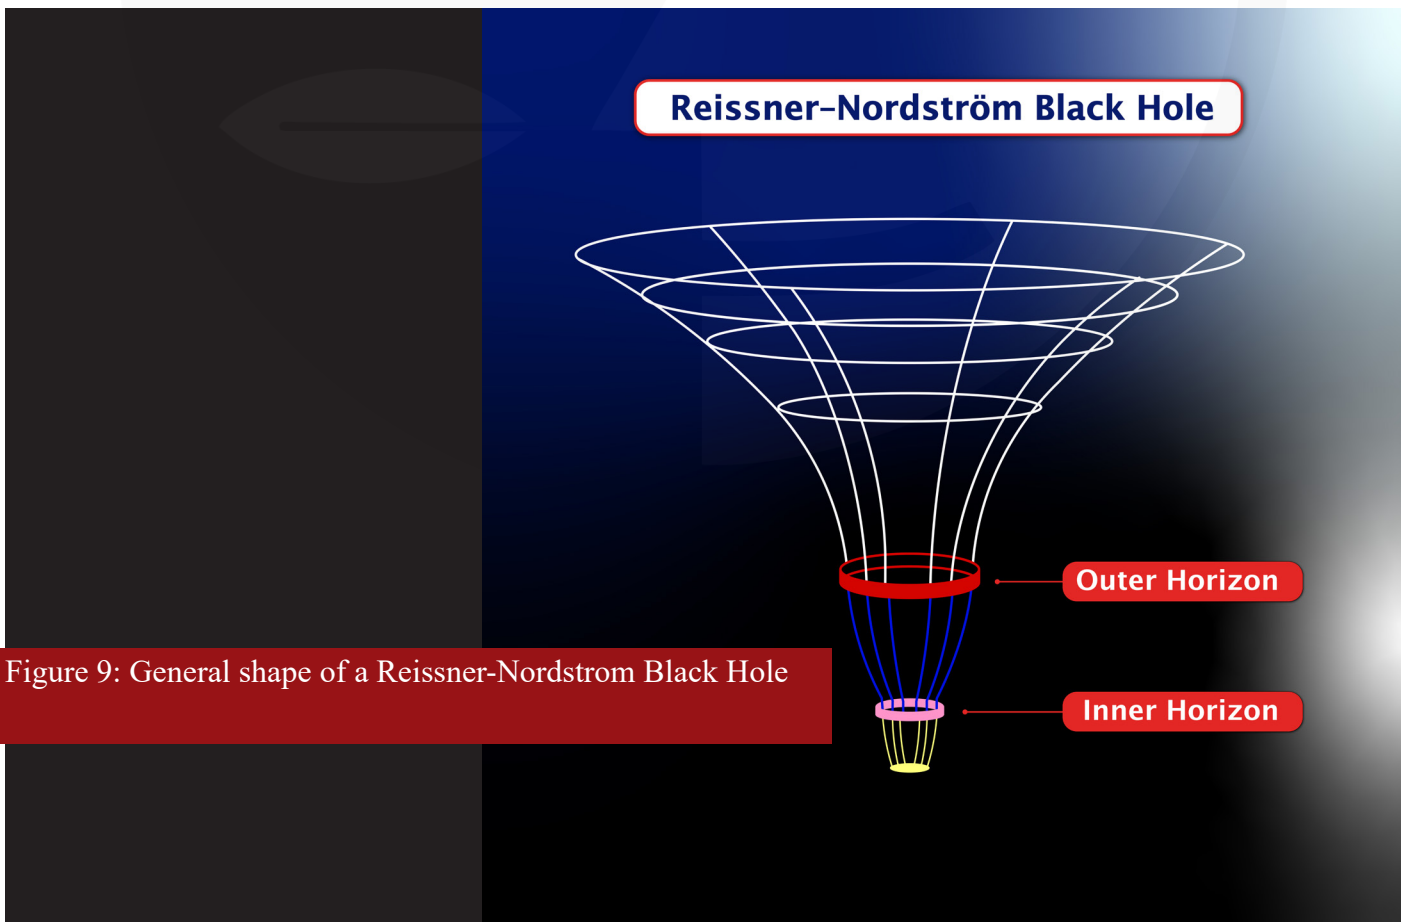 Reissner–Nordström Black Hole
Outer Horizon
Figure 9: General shape of a Reissner-Nordstrom Black Hole
Inner Horizon